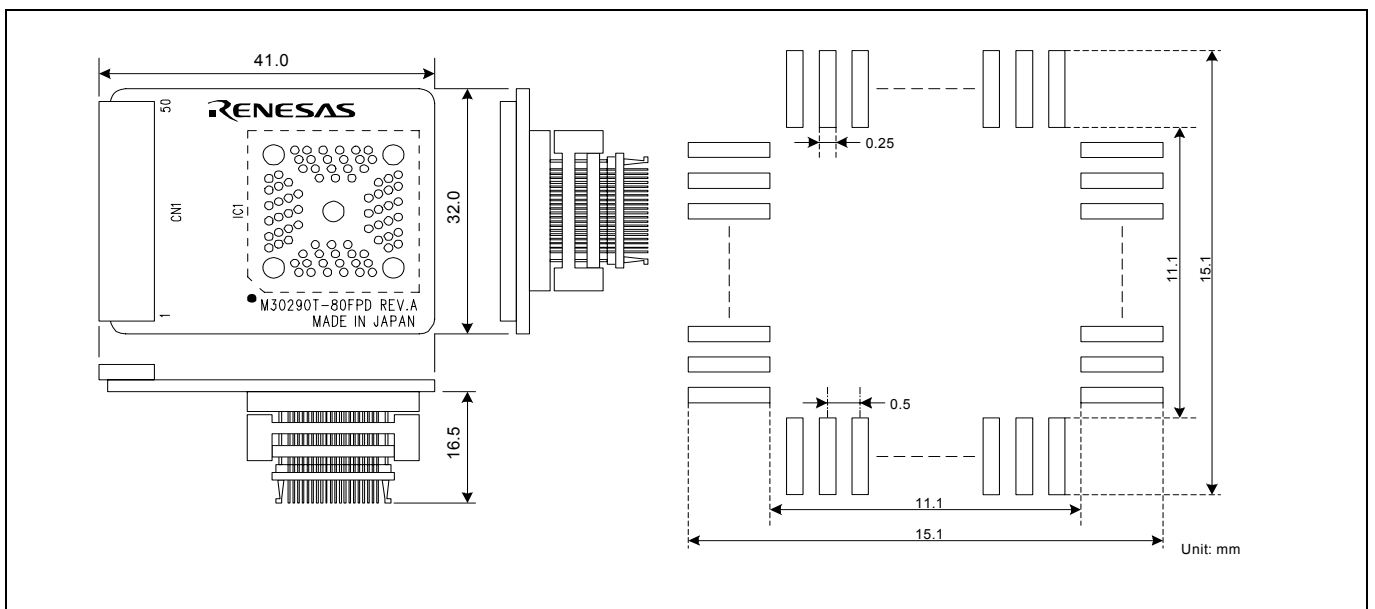 41.0
50
RENESAS
CN1
IC1
32.0
M30290T-80FPD REV.A
1
MADE IN JAPAN
16.5
0.25
11.1
15.1
0.5
11.1
15.1
Unit: mm